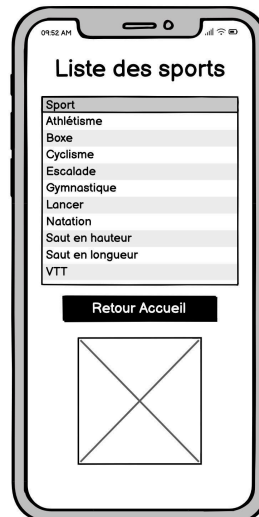 09:52 AM
Liste des sports
Sport
Athlétisme
Boxe
Cyclisme
Escalade
Gymnastique
Lancer
Natation
Saut en hauteur
Saut en longueur
VTT
Retour Accueil